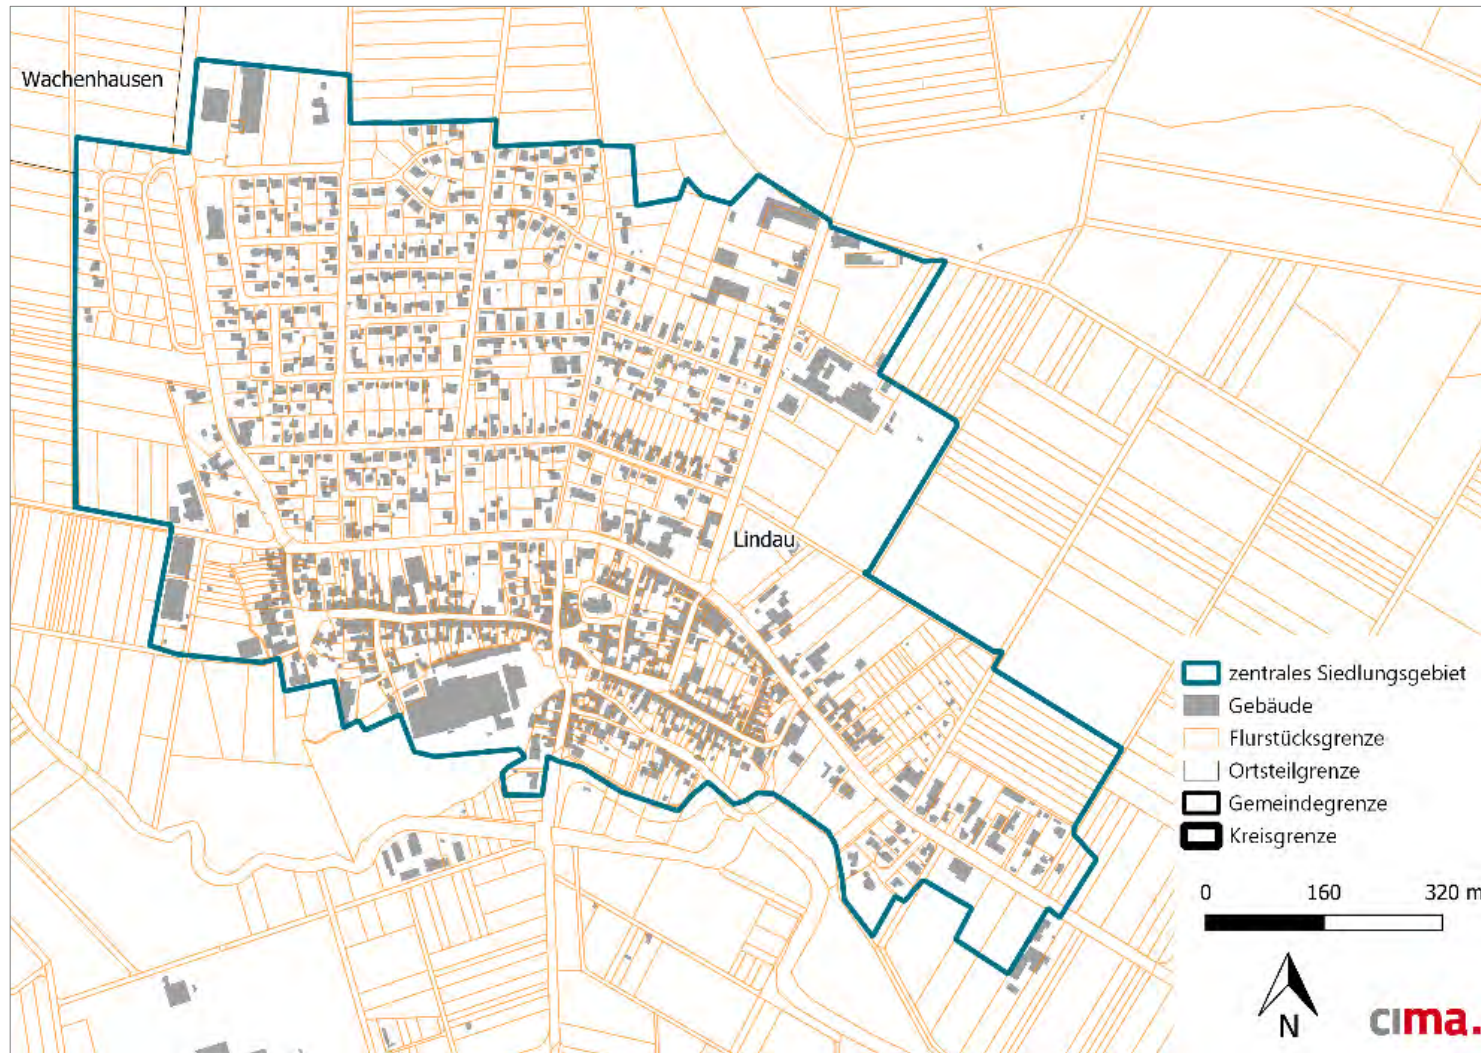 Wachenhausen
Lindau
zentrales Siedlungsgebiet
Gebäude
Flurstücksgrenze
Ortsteilgrenze
Gemeindegrenze
Kreisgrenze
0 160 320 m
N
cima.